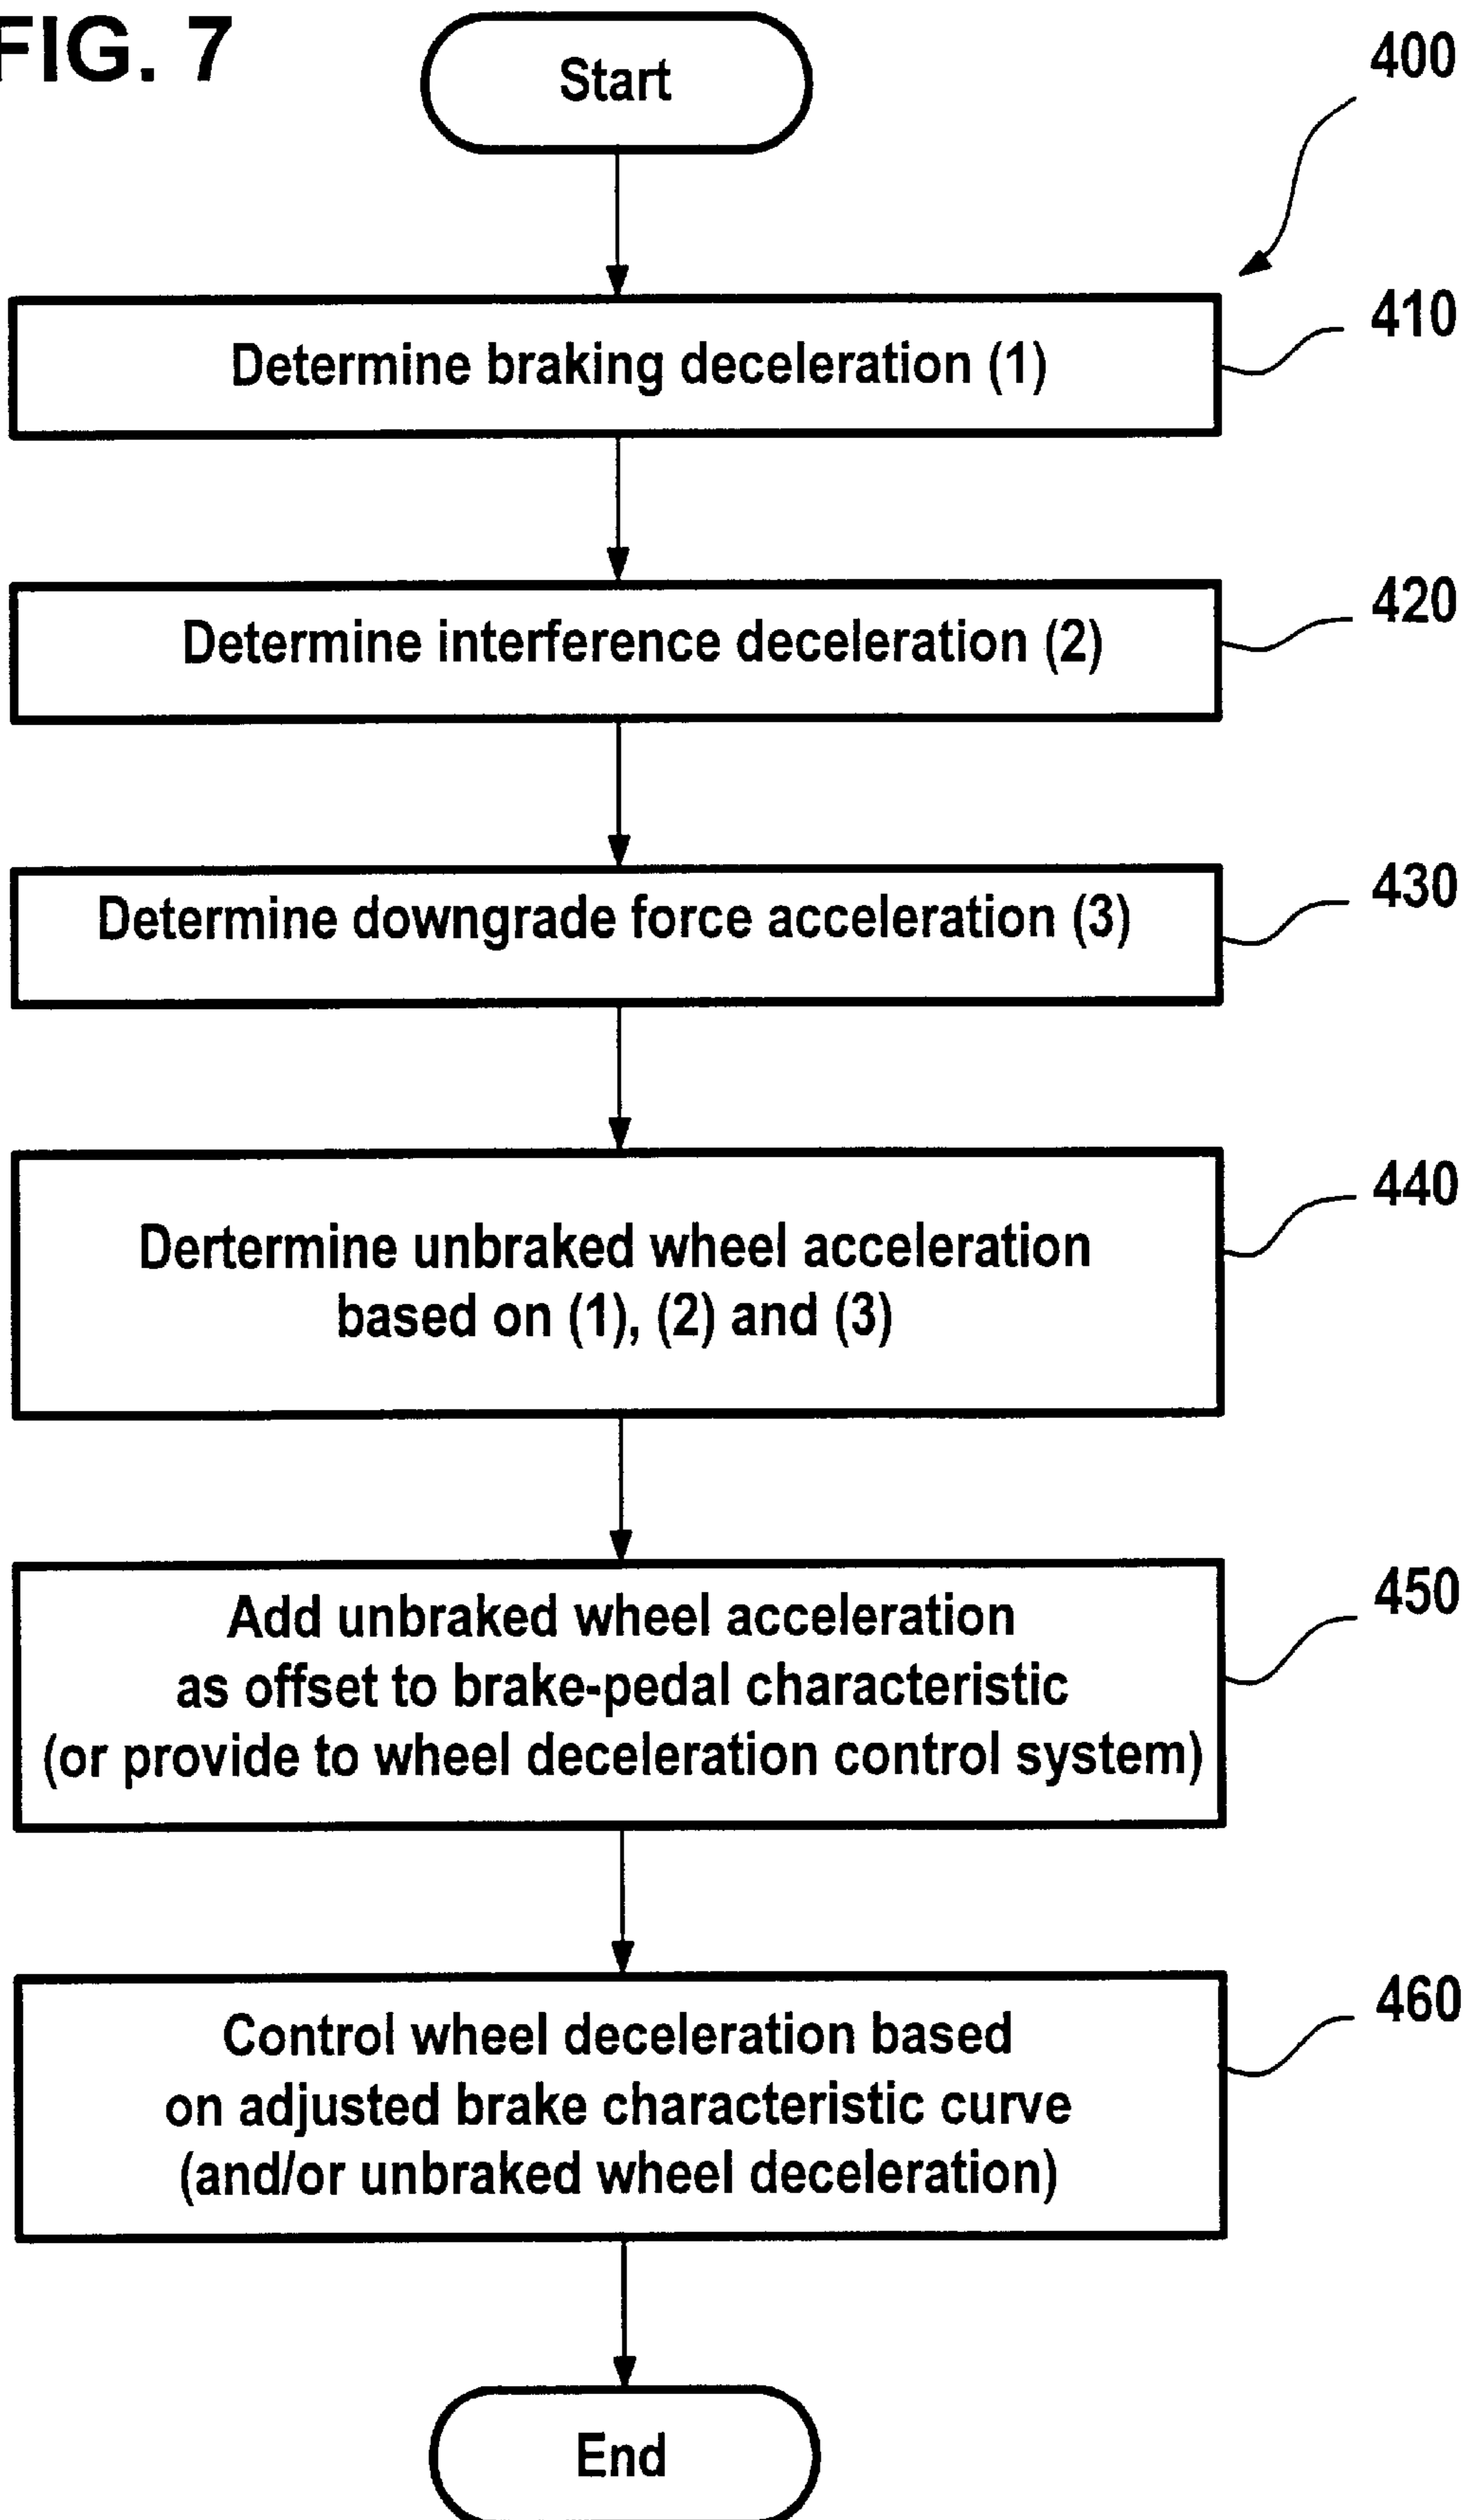 FIG. 7
Start
400
Determine braking deceleration (1)
410
Determine interference deceleration (2)
420
Determine downgrade force acceleration (3)
430
Dertermine unbraked wheel acceleration
based on (1), (2) and (3)
440
Add unbraked wheel acceleration
as offset to brake-pedal characteristic
(or provide to wheel deceleration control system)
450
Control wheel deceleration based
on adjusted brake characteristic curve
(and/or unbraked wheel deceleration)
460
End